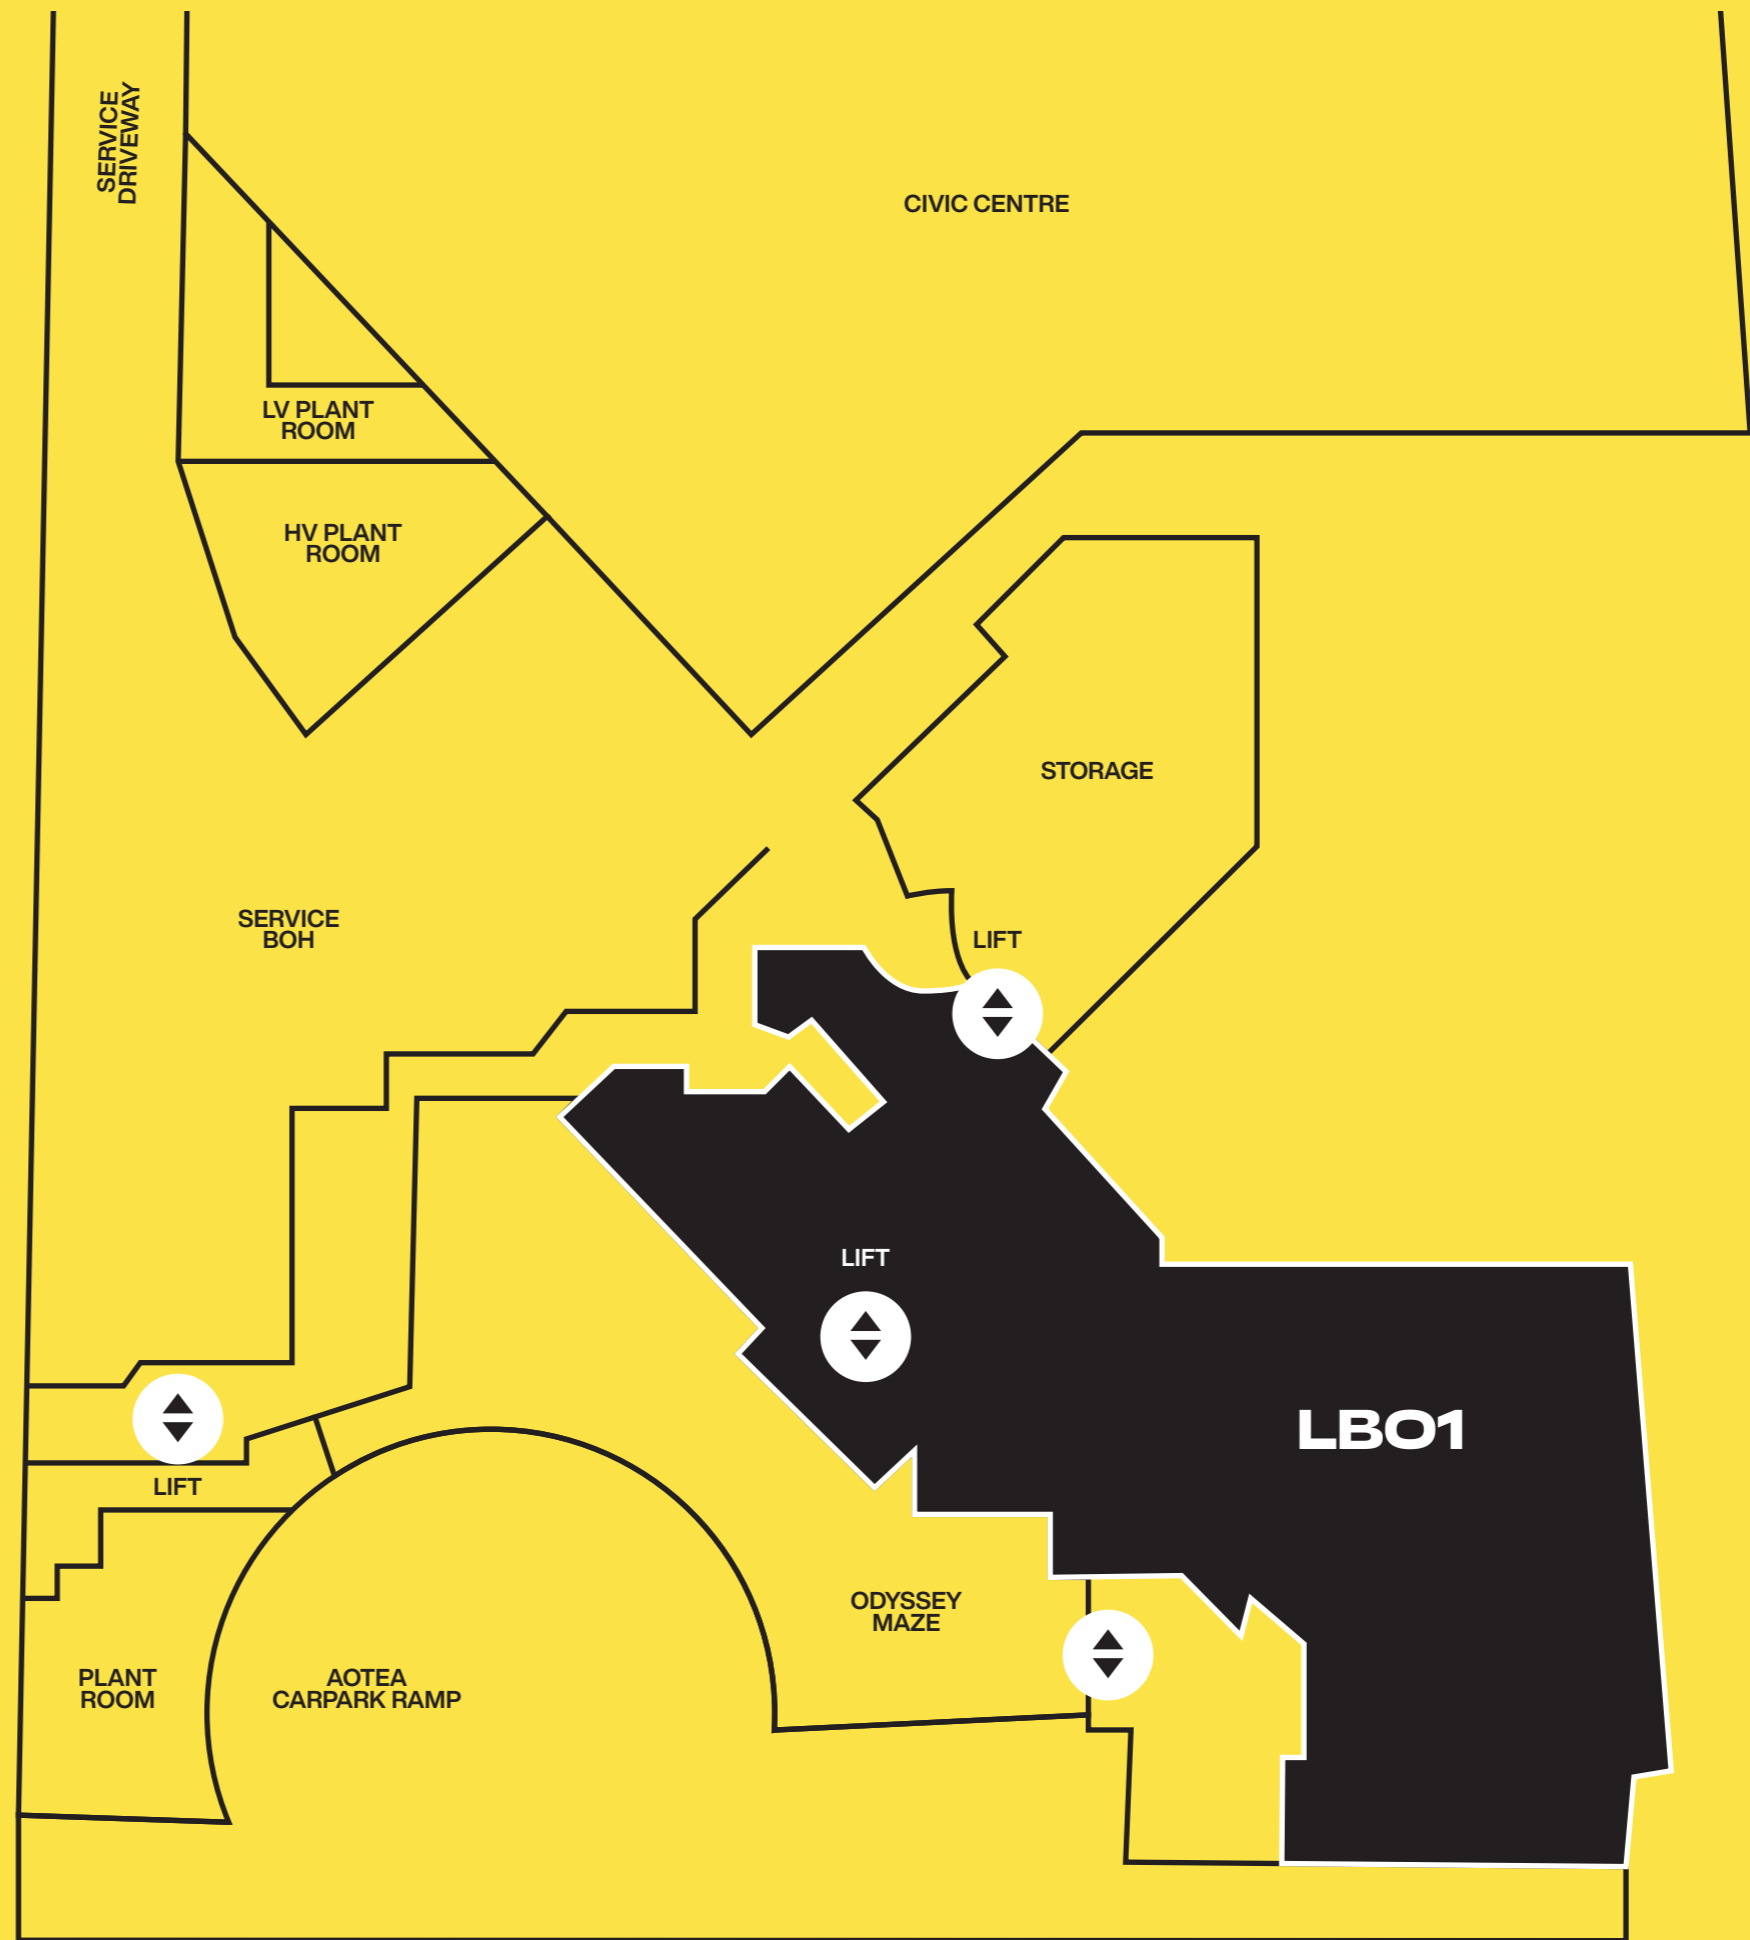 SERVICE
DRIVEWAY
CIVIC CENTRE
LV PLANT
ROOM
HV PLANT
ROOM
STORAGE
SERVICE
BOH
LIFT
LIFT
LB01
LIFT
ODYSSEY
MAZE
PLANT
ROOM
AOTEA
CARPARK RAMP